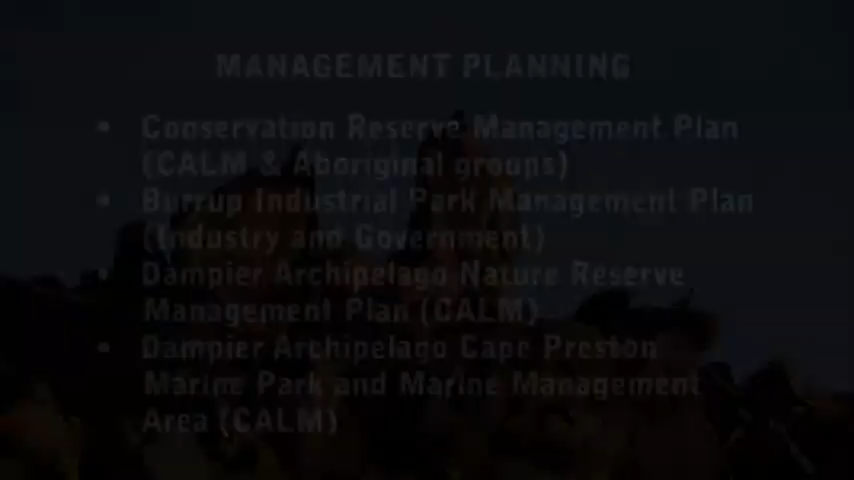 MANAGEMENT PLANNING
• Conservation Reserve Management Plan
(CALM & Aboriginal groups)
• Burrup Industrial Park Management Plan
(Industry and Government)
• Dampier Archipelago Nature Reserve
Management Plan (CALM)
• Dampier Archipelago Cape Preston
Marine Park and Marine Management
Area (CALM)